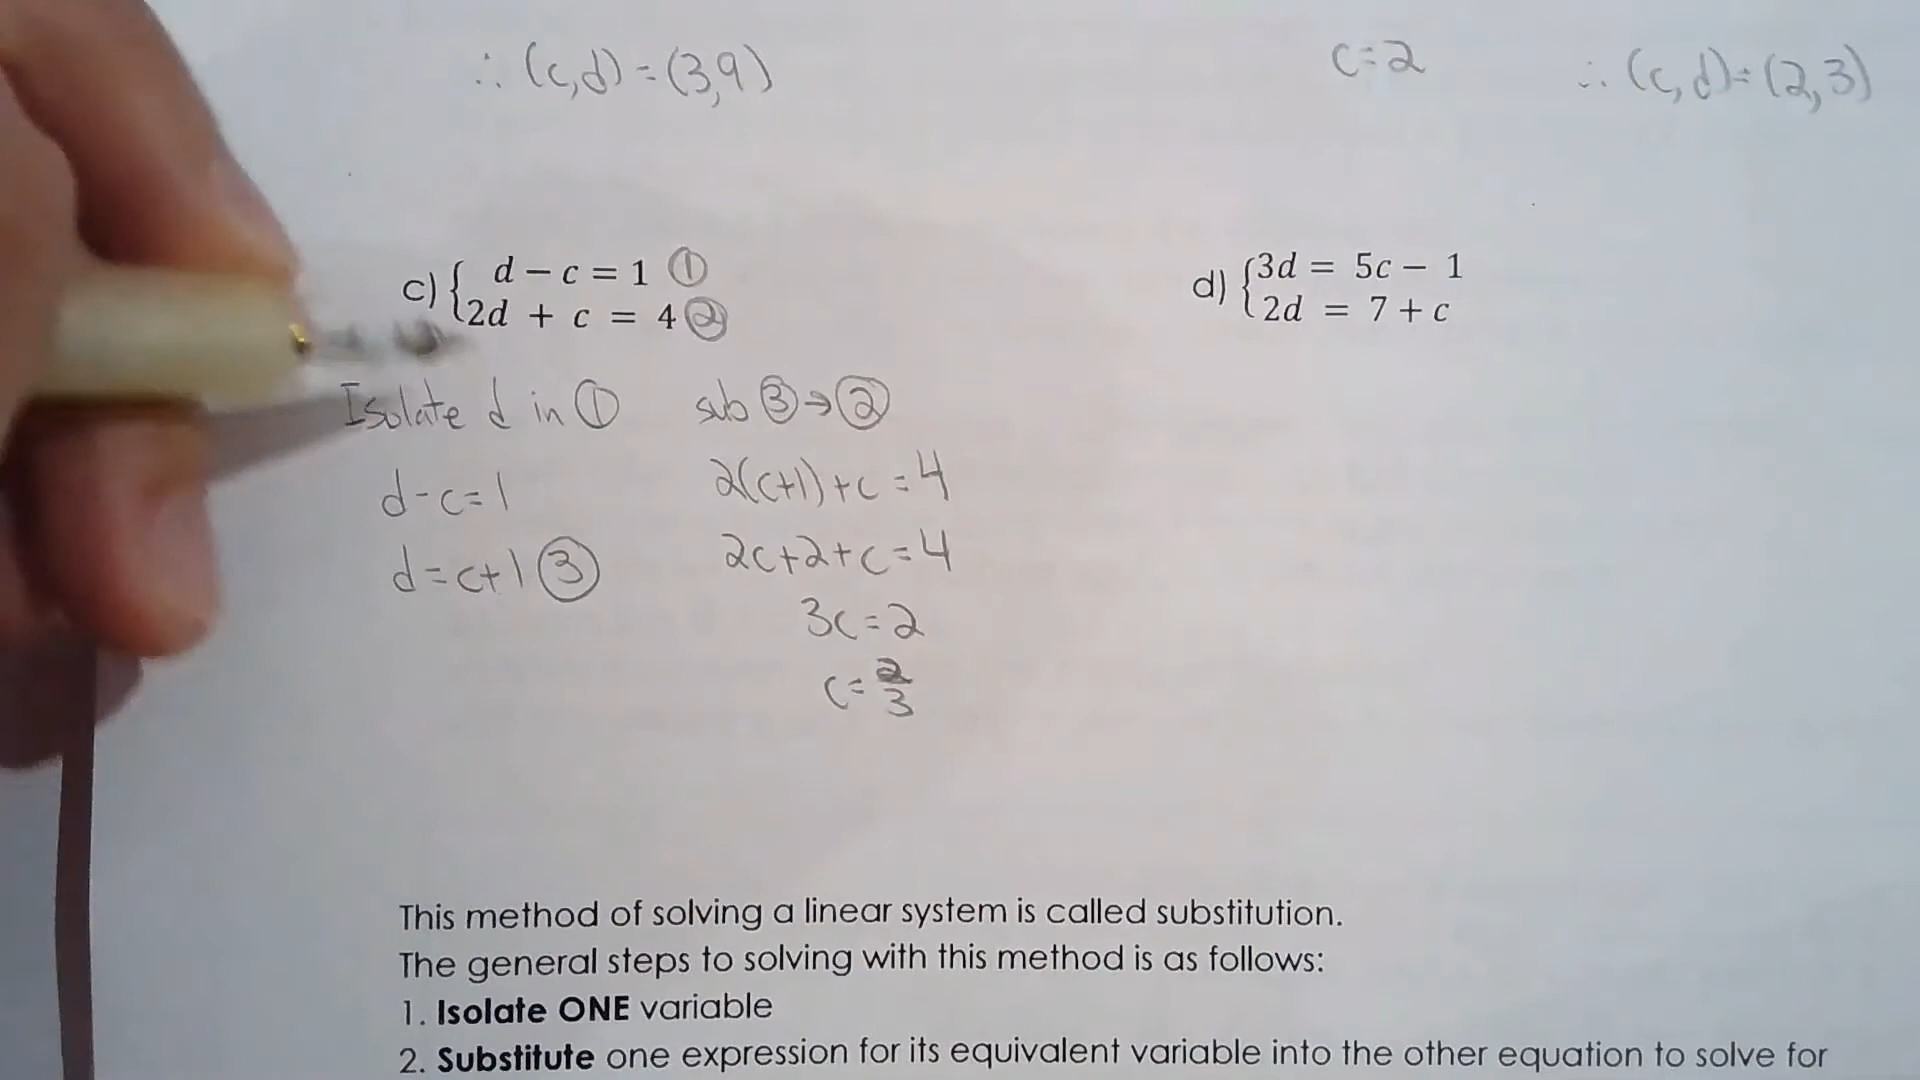 ∴ (c,d) = (3,9)
c = 2
∴ (c,d) = (2,3)
c) { d − c = 1 ①
2d + c = 4 ②
Isolate d in ①
d - c = 1
d = c+1 ③
sub ③ → ②
2(c+1) + c = 4
2c+2+c = 4
3c = 2
c = 2/3
d) { 3d = 5c − 1
2d = 7 + c
This method of solving a linear system is called substitution.
The general steps to solving with this method is as follows:
1. Isolate ONE variable
2. Substitute one expression for its equivalent variable into the other equation to solve for